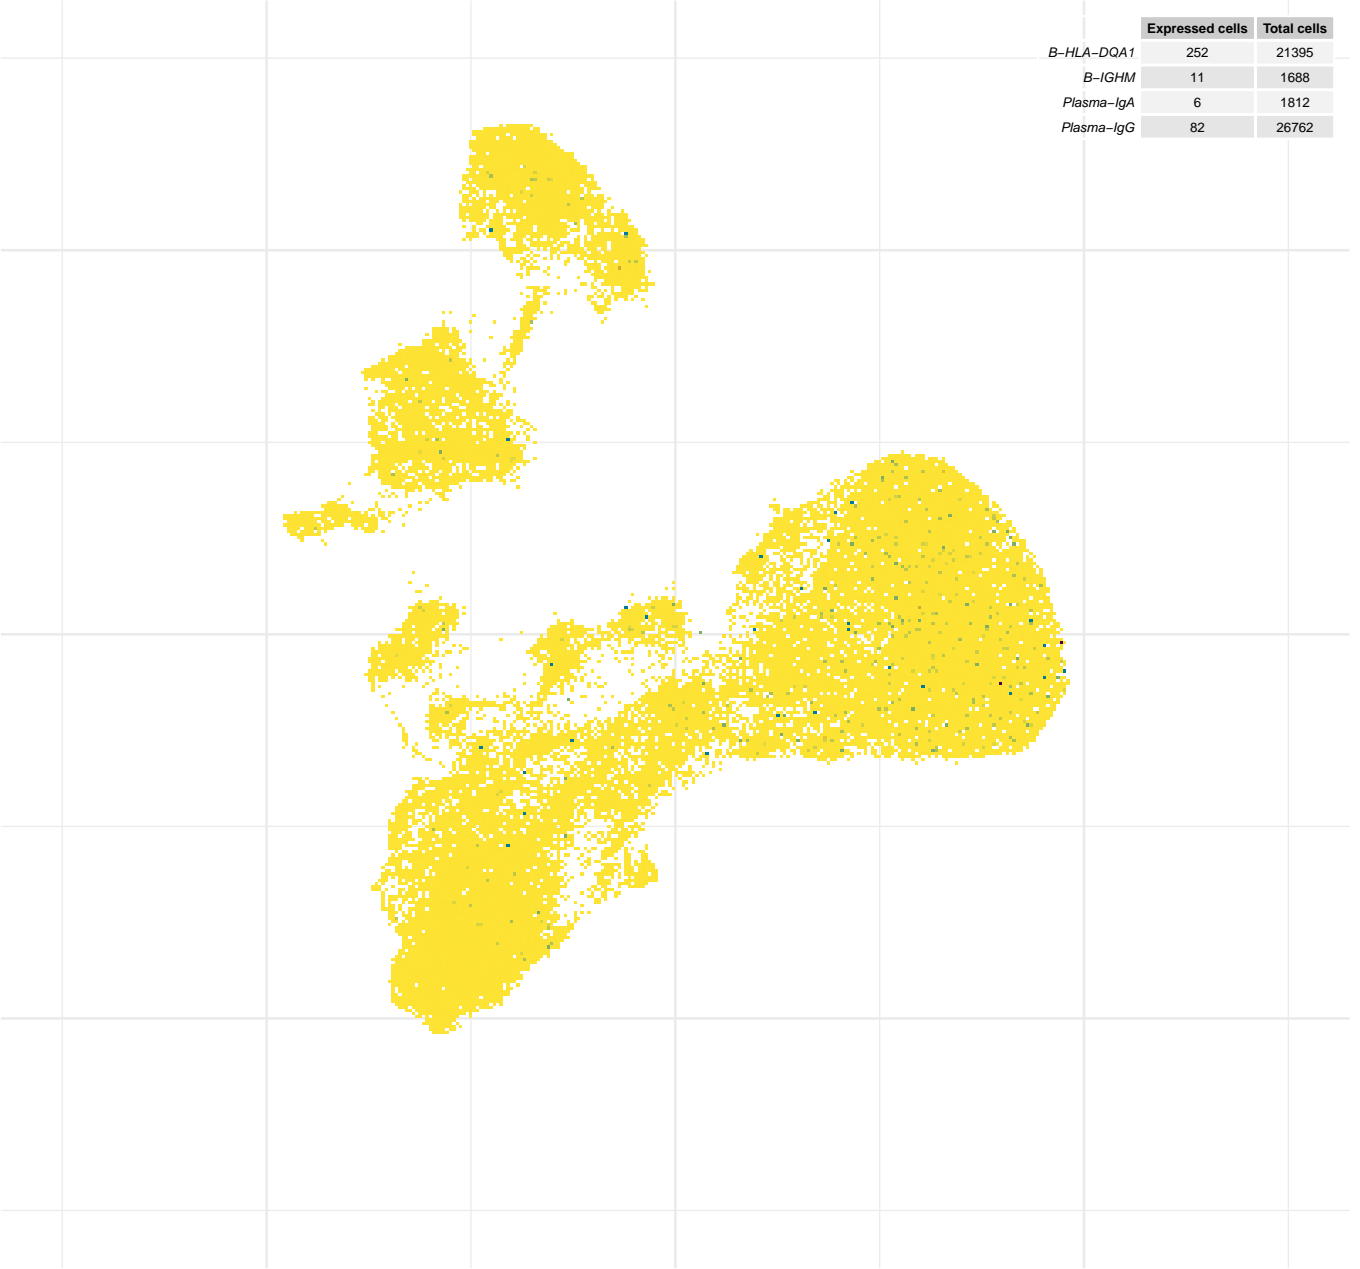 Expressed cells Total cells
B−HLA−DQA1 252 21395
B−IGHM 11 1688
Plasma−IgA 6 1812
Plasma−IgG 82 26762